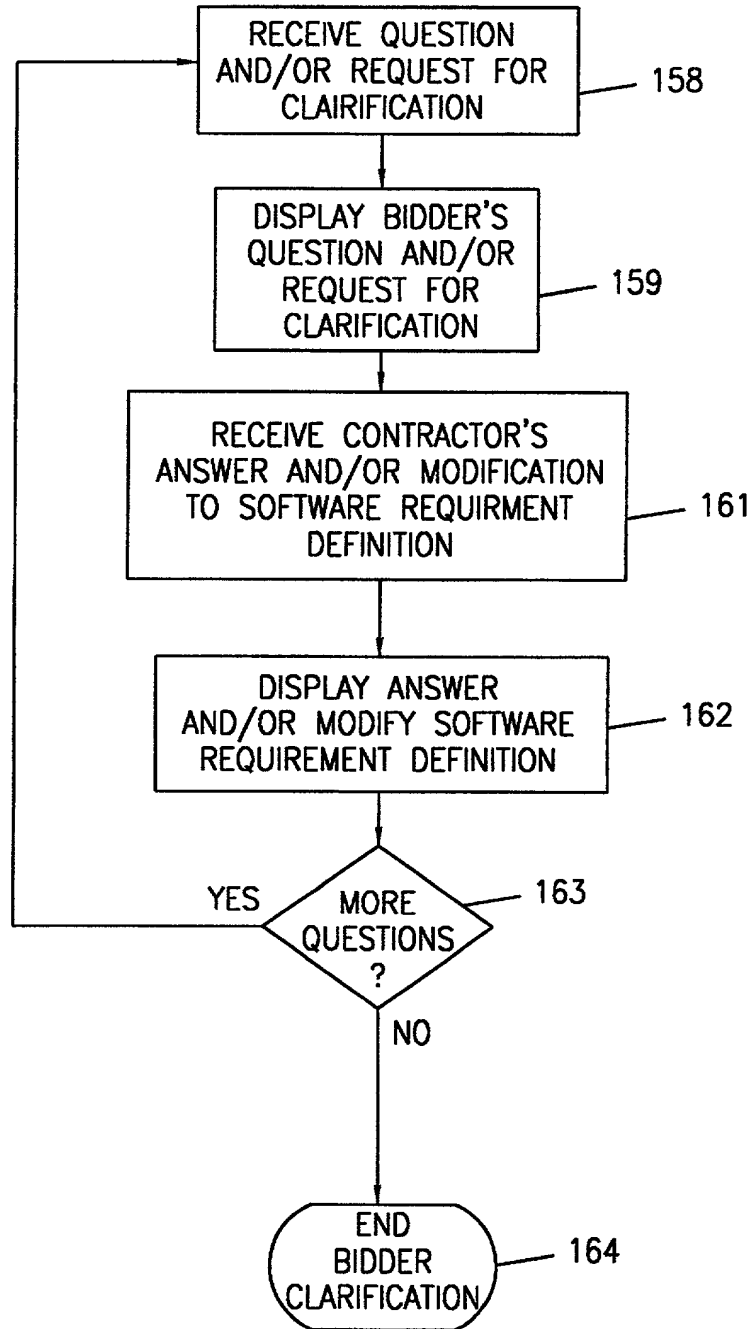 RECEIVE QUESTION
AND/OR REQUEST FOR
CLAIRIFICATION
158
DISPLAY BIDDER'S
QUESTION AND/OR
REQUEST FOR
CLARIFICATION
159
RECEIVE CONTRACTOR'S
ANSWER AND/OR MODIFICATION
TO SOFTWARE REQUIRMENT
DEFINITION
161
DISPLAY ANSWER
AND/OR MODIFY SOFTWARE
REQUIREMENT DEFINITION
162
YES
MORE
QUESTIONS
?
163
NO
END
BIDDER
CLARIFICATION
164